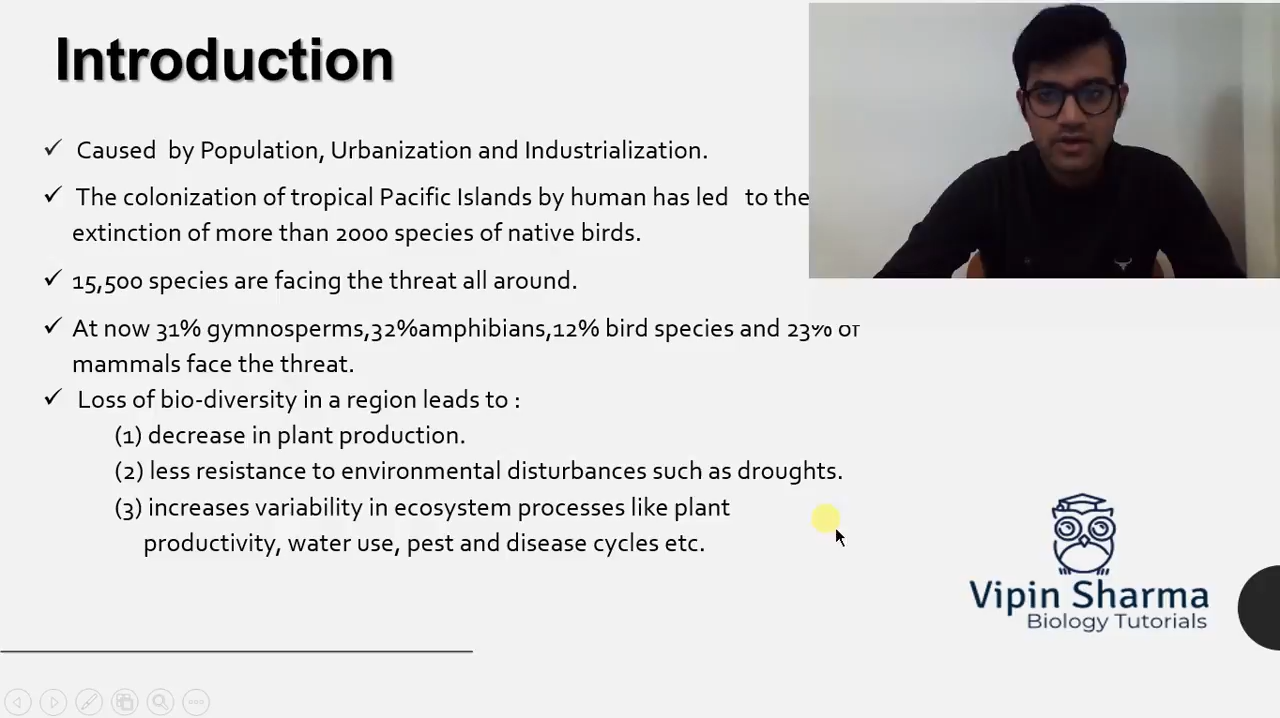 Introduction
✓ Caused by Population, Urbanization and Industrialization.
✓ The colonization of tropical Pacific Islands by human has led to the
extinction of more than 2000 species of native birds.
✓ 15,500 species are facing the threat all around.
✓ At now 31% gymnosperms,32%amphibians,12% bird species and 23% of
mammals face the threat.
✓ Loss of bio-diversity in a region leads to :
(1) decrease in plant production.
(2) less resistance to environmental disturbances such as droughts.
(3) increases variability in ecosystem processes like plant
productivity, water use, pest and disease cycles etc.
Vipin Sharma
Biology Tutorials